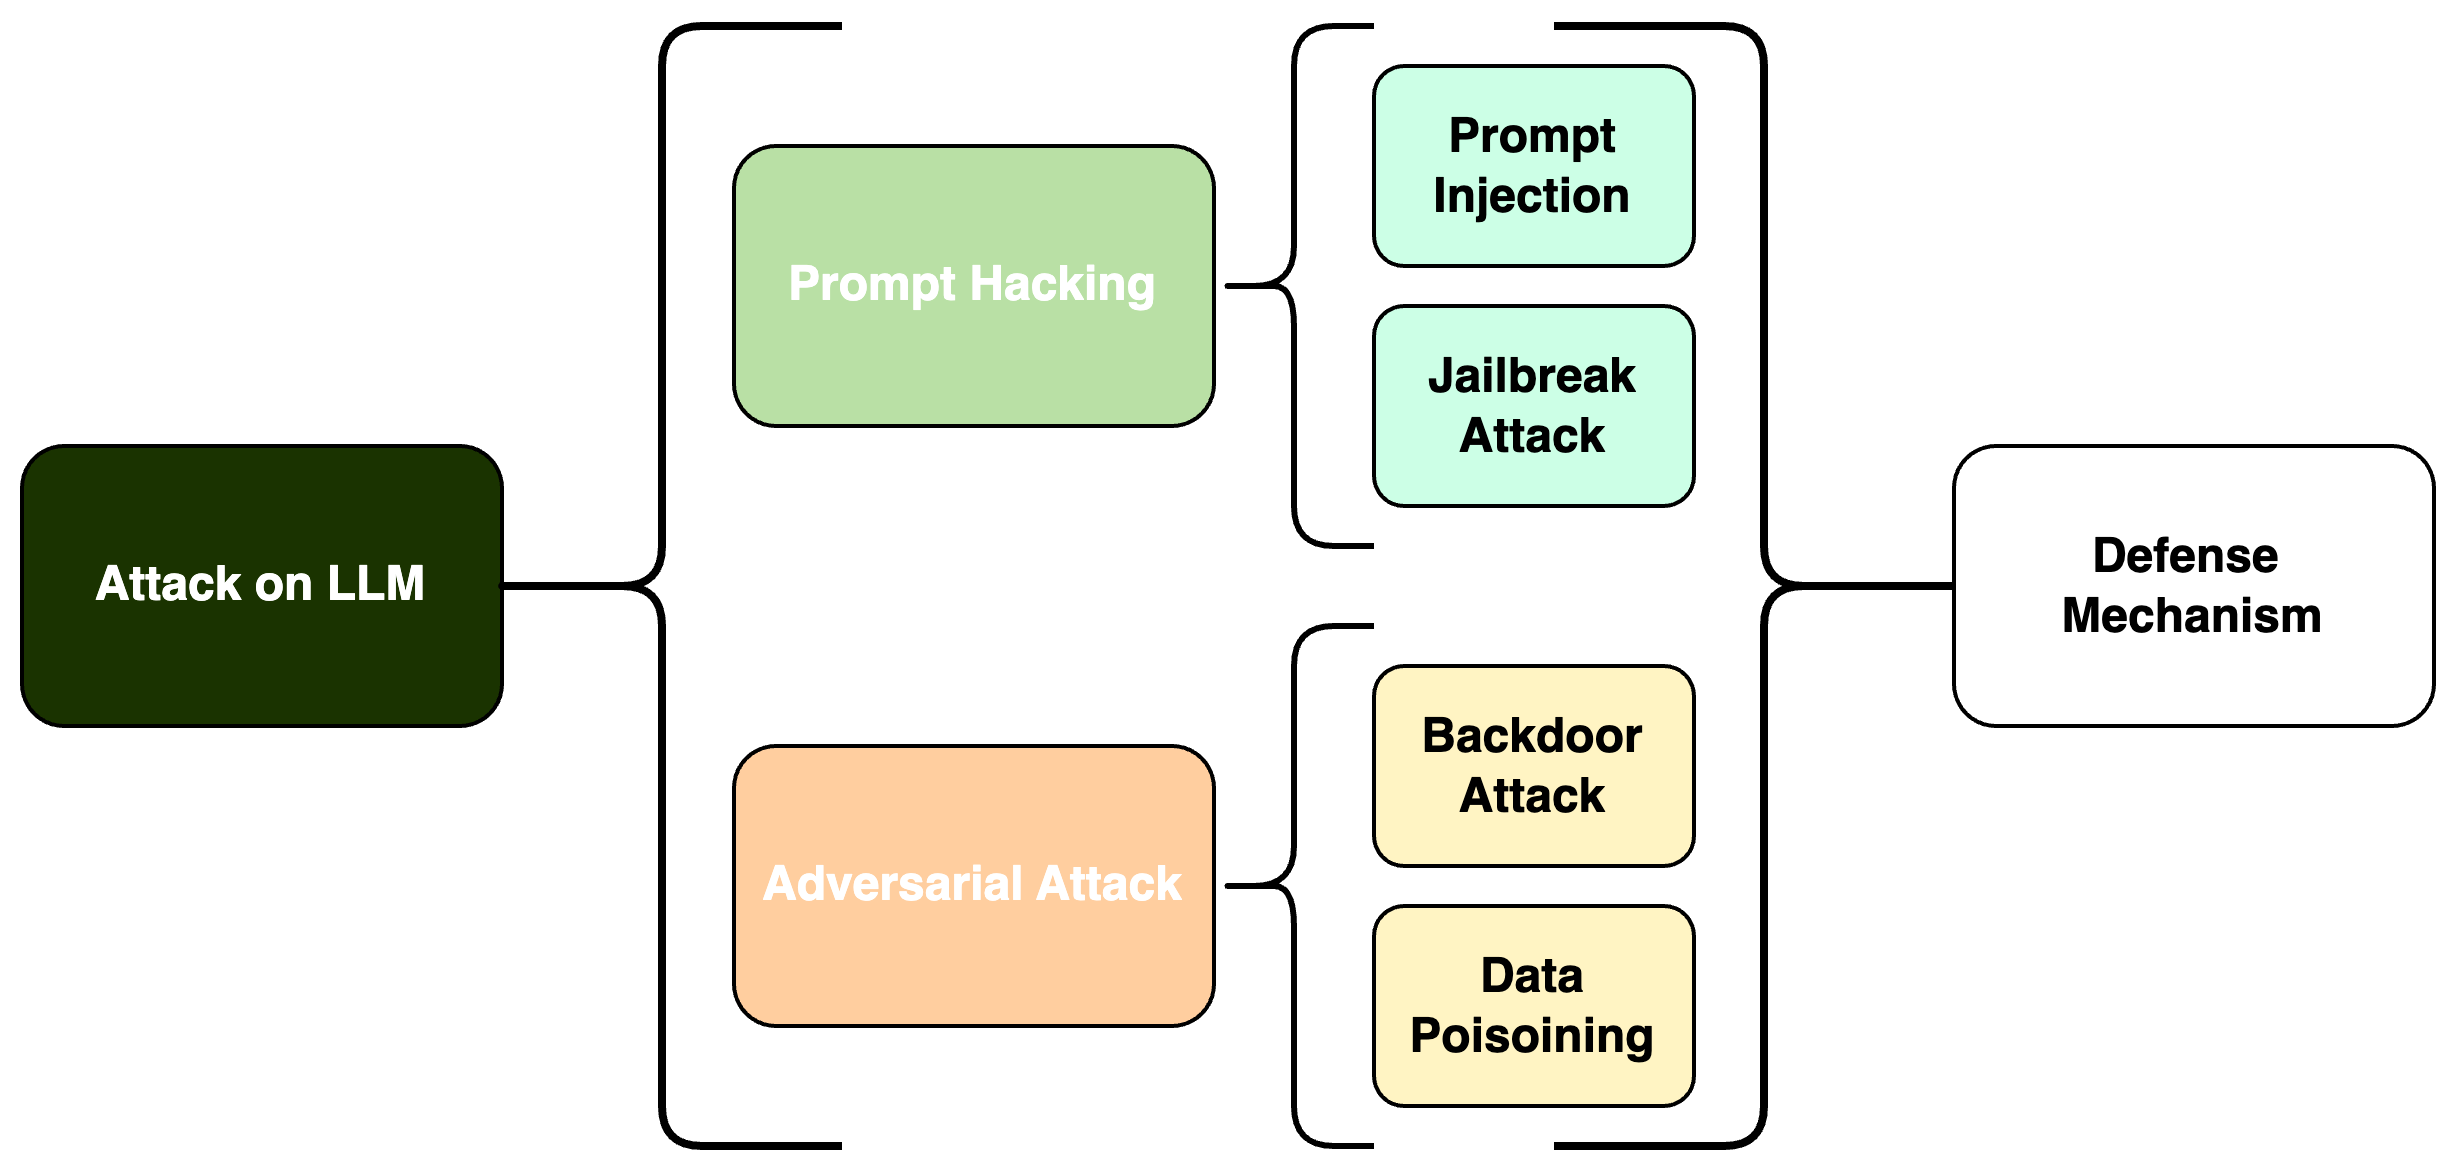 Attack on LLM
Prompt Hacking
Prompt
Injection
Jailbreak
Attack
Adversarial Attack
Backdoor
Attack
Data
Poisoining
Defense
Mechanism